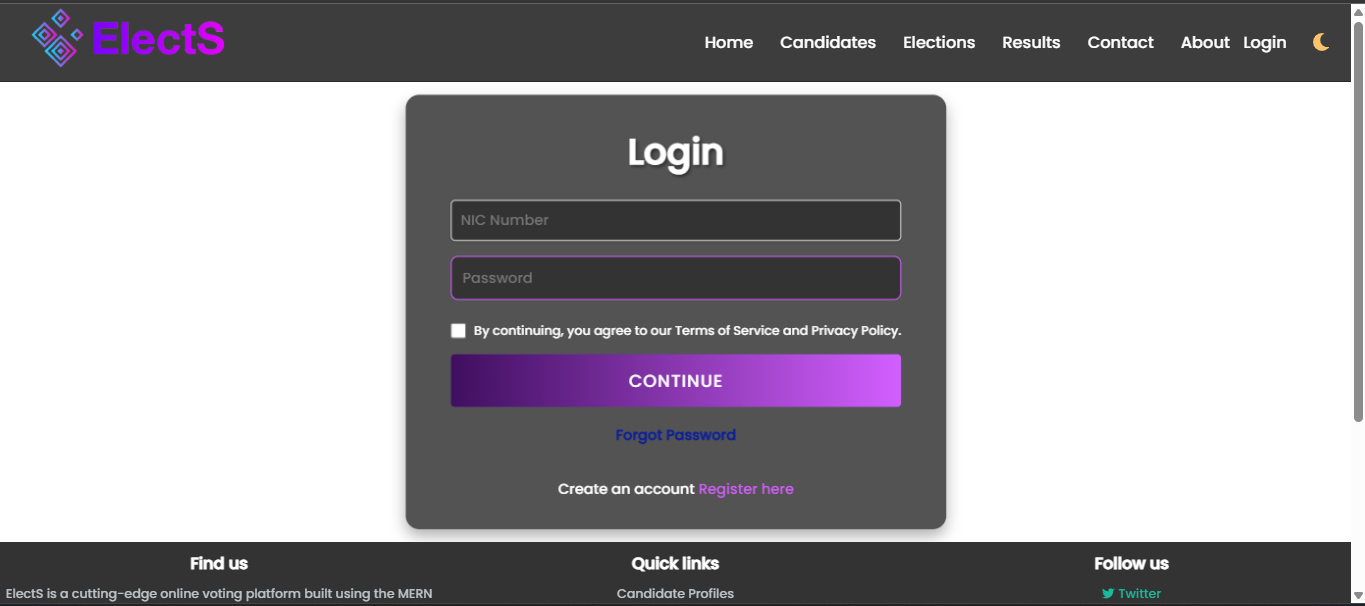 ElectS
Home Candidates Elections Results Contact About Login
Login
NIC Number
Password
By continuing, you agree to our Terms of Service and Privacy Policy.
CONTINUE
Forgot Password
Create an account Register here
Find us Quick links Follow us
ElectS is a cutting-edge online voting platform built using the MERN Candidate Profiles Twitter